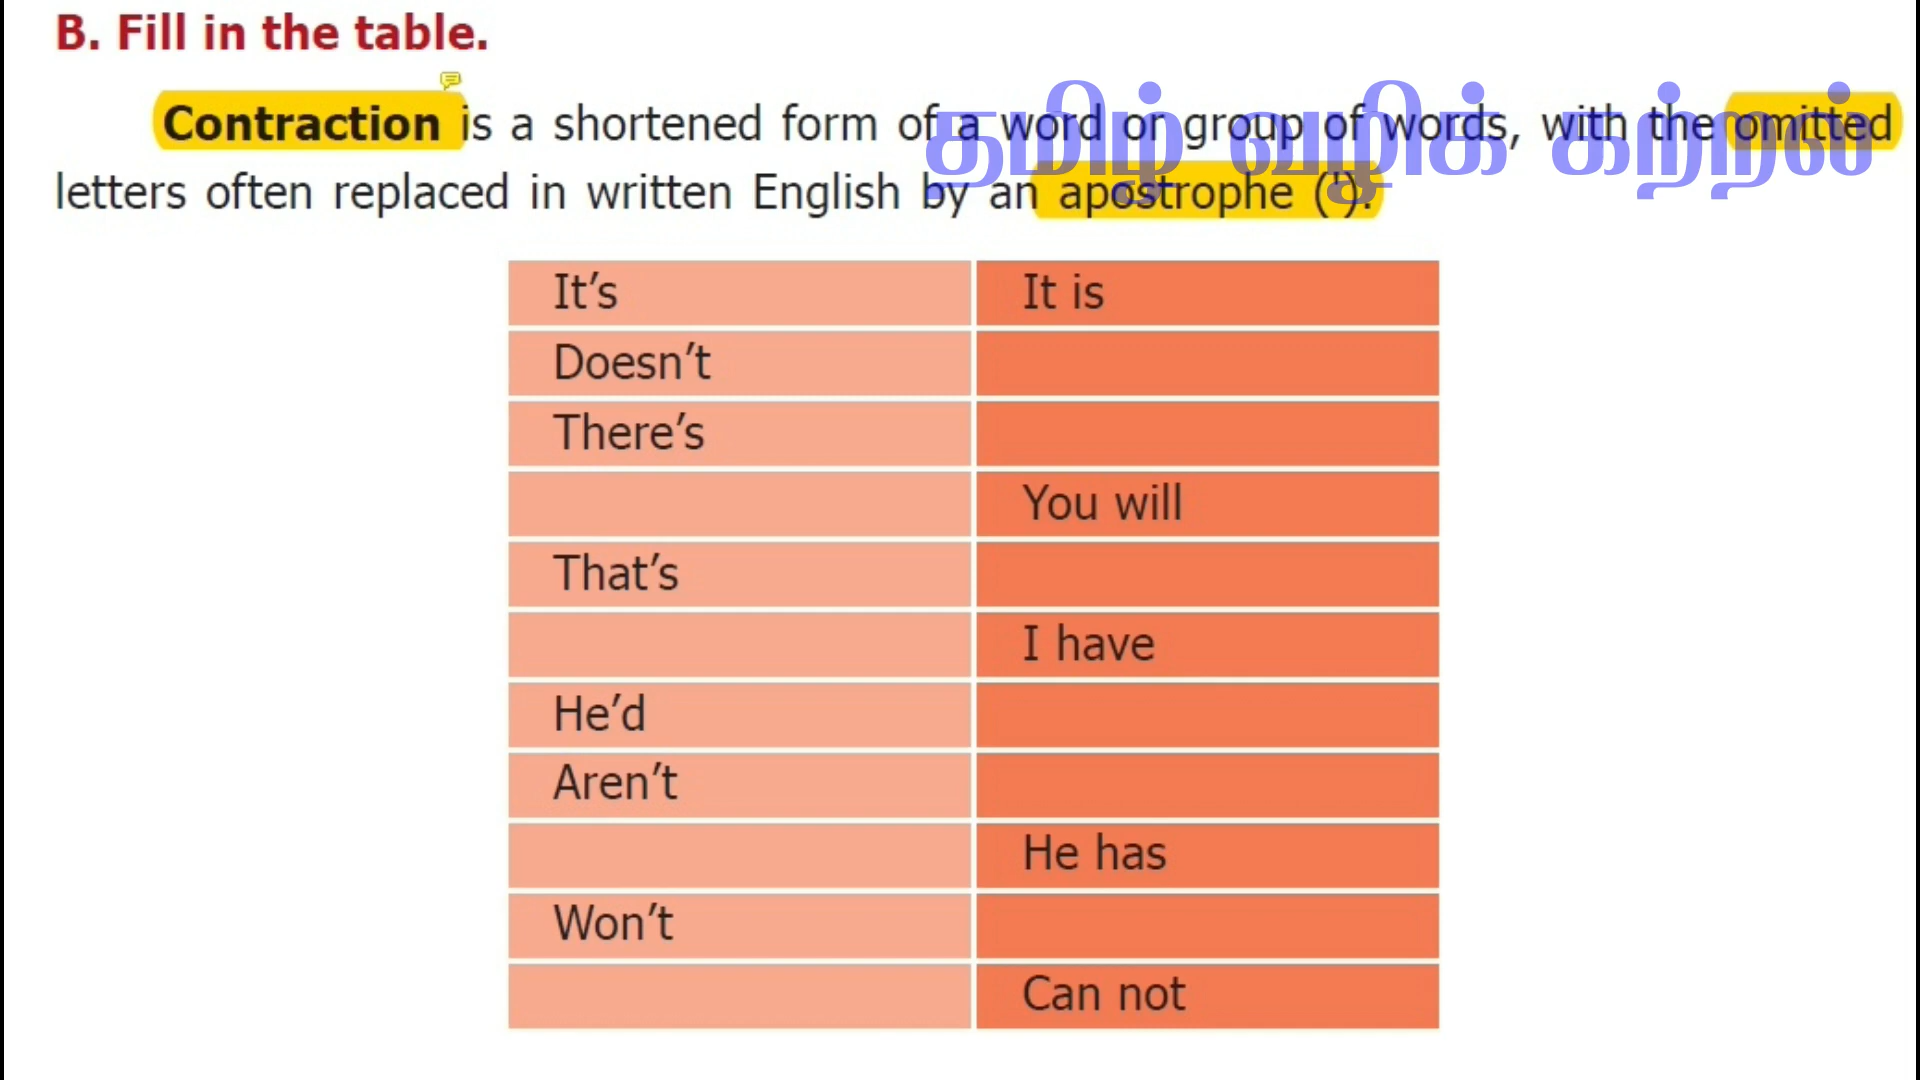 B. Fill in the table.
Contraction is a shortened form of a word or group of words, with the omitted
letters often replaced in written English by an apostrophe (').
தமிழ் வழிக் கற்றல்
It’s It is
Doesn’t
There’s
You will
That’s
I have
He’d
Aren’t
He has
Won’t
Can not